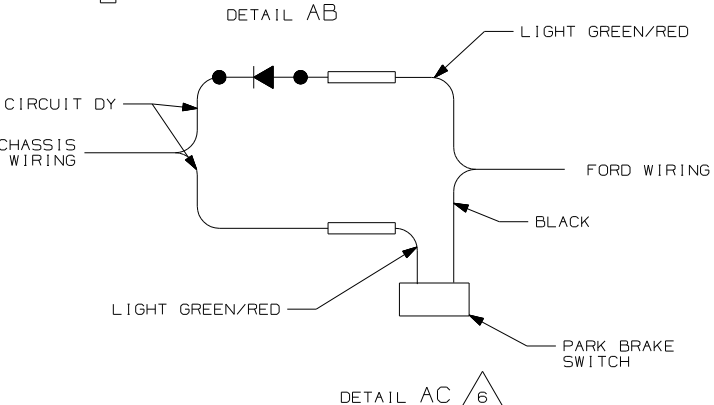 DETAIL AB
LIGHT GREEN/RED
CIRCUIT DY
CHASSIS
WIRING
FORD WIRING
BLACK
LIGHT GREEN/RED
PARK BRAKE
SWITCH
DETAIL AC 6